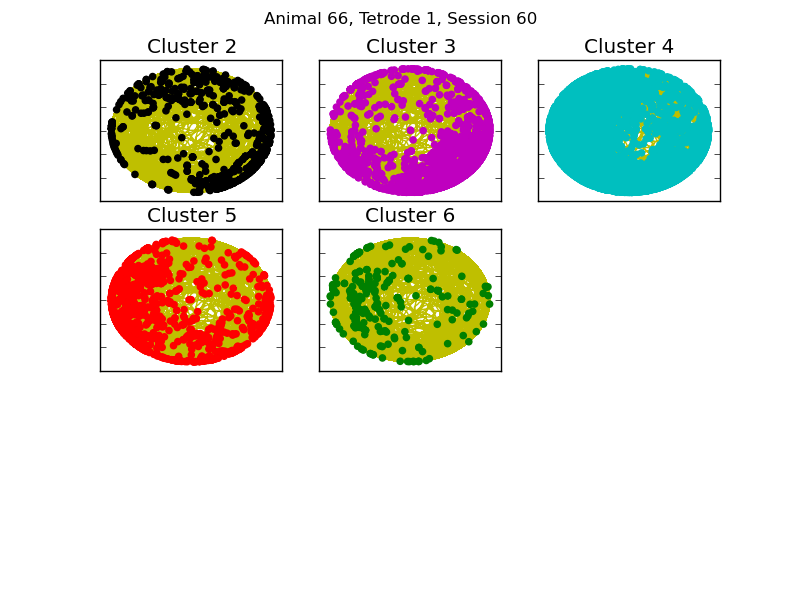 Animal 66, Tetrode 1, Session 60
Cluster 2
Cluster 3
Cluster 4
Cluster 5
Cluster 6